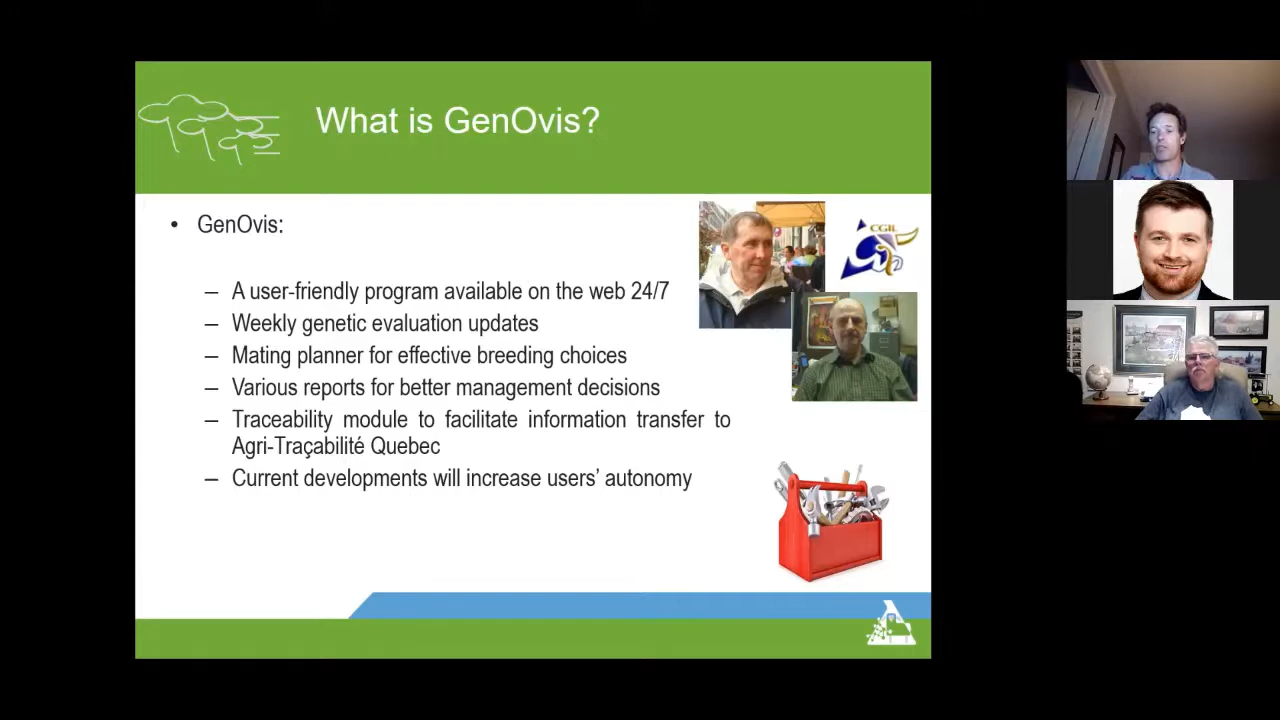 What is GenOvis?
• GenOvis:
CGIL
– A user-friendly program available on the web 24/7
– Weekly genetic evaluation updates
– Mating planner for effective breeding choices
– Various reports for better management decisions
– Traceability module to facilitate information transfer to
Agri-Traçabilité Quebec
– Current developments will increase users’ autonomy